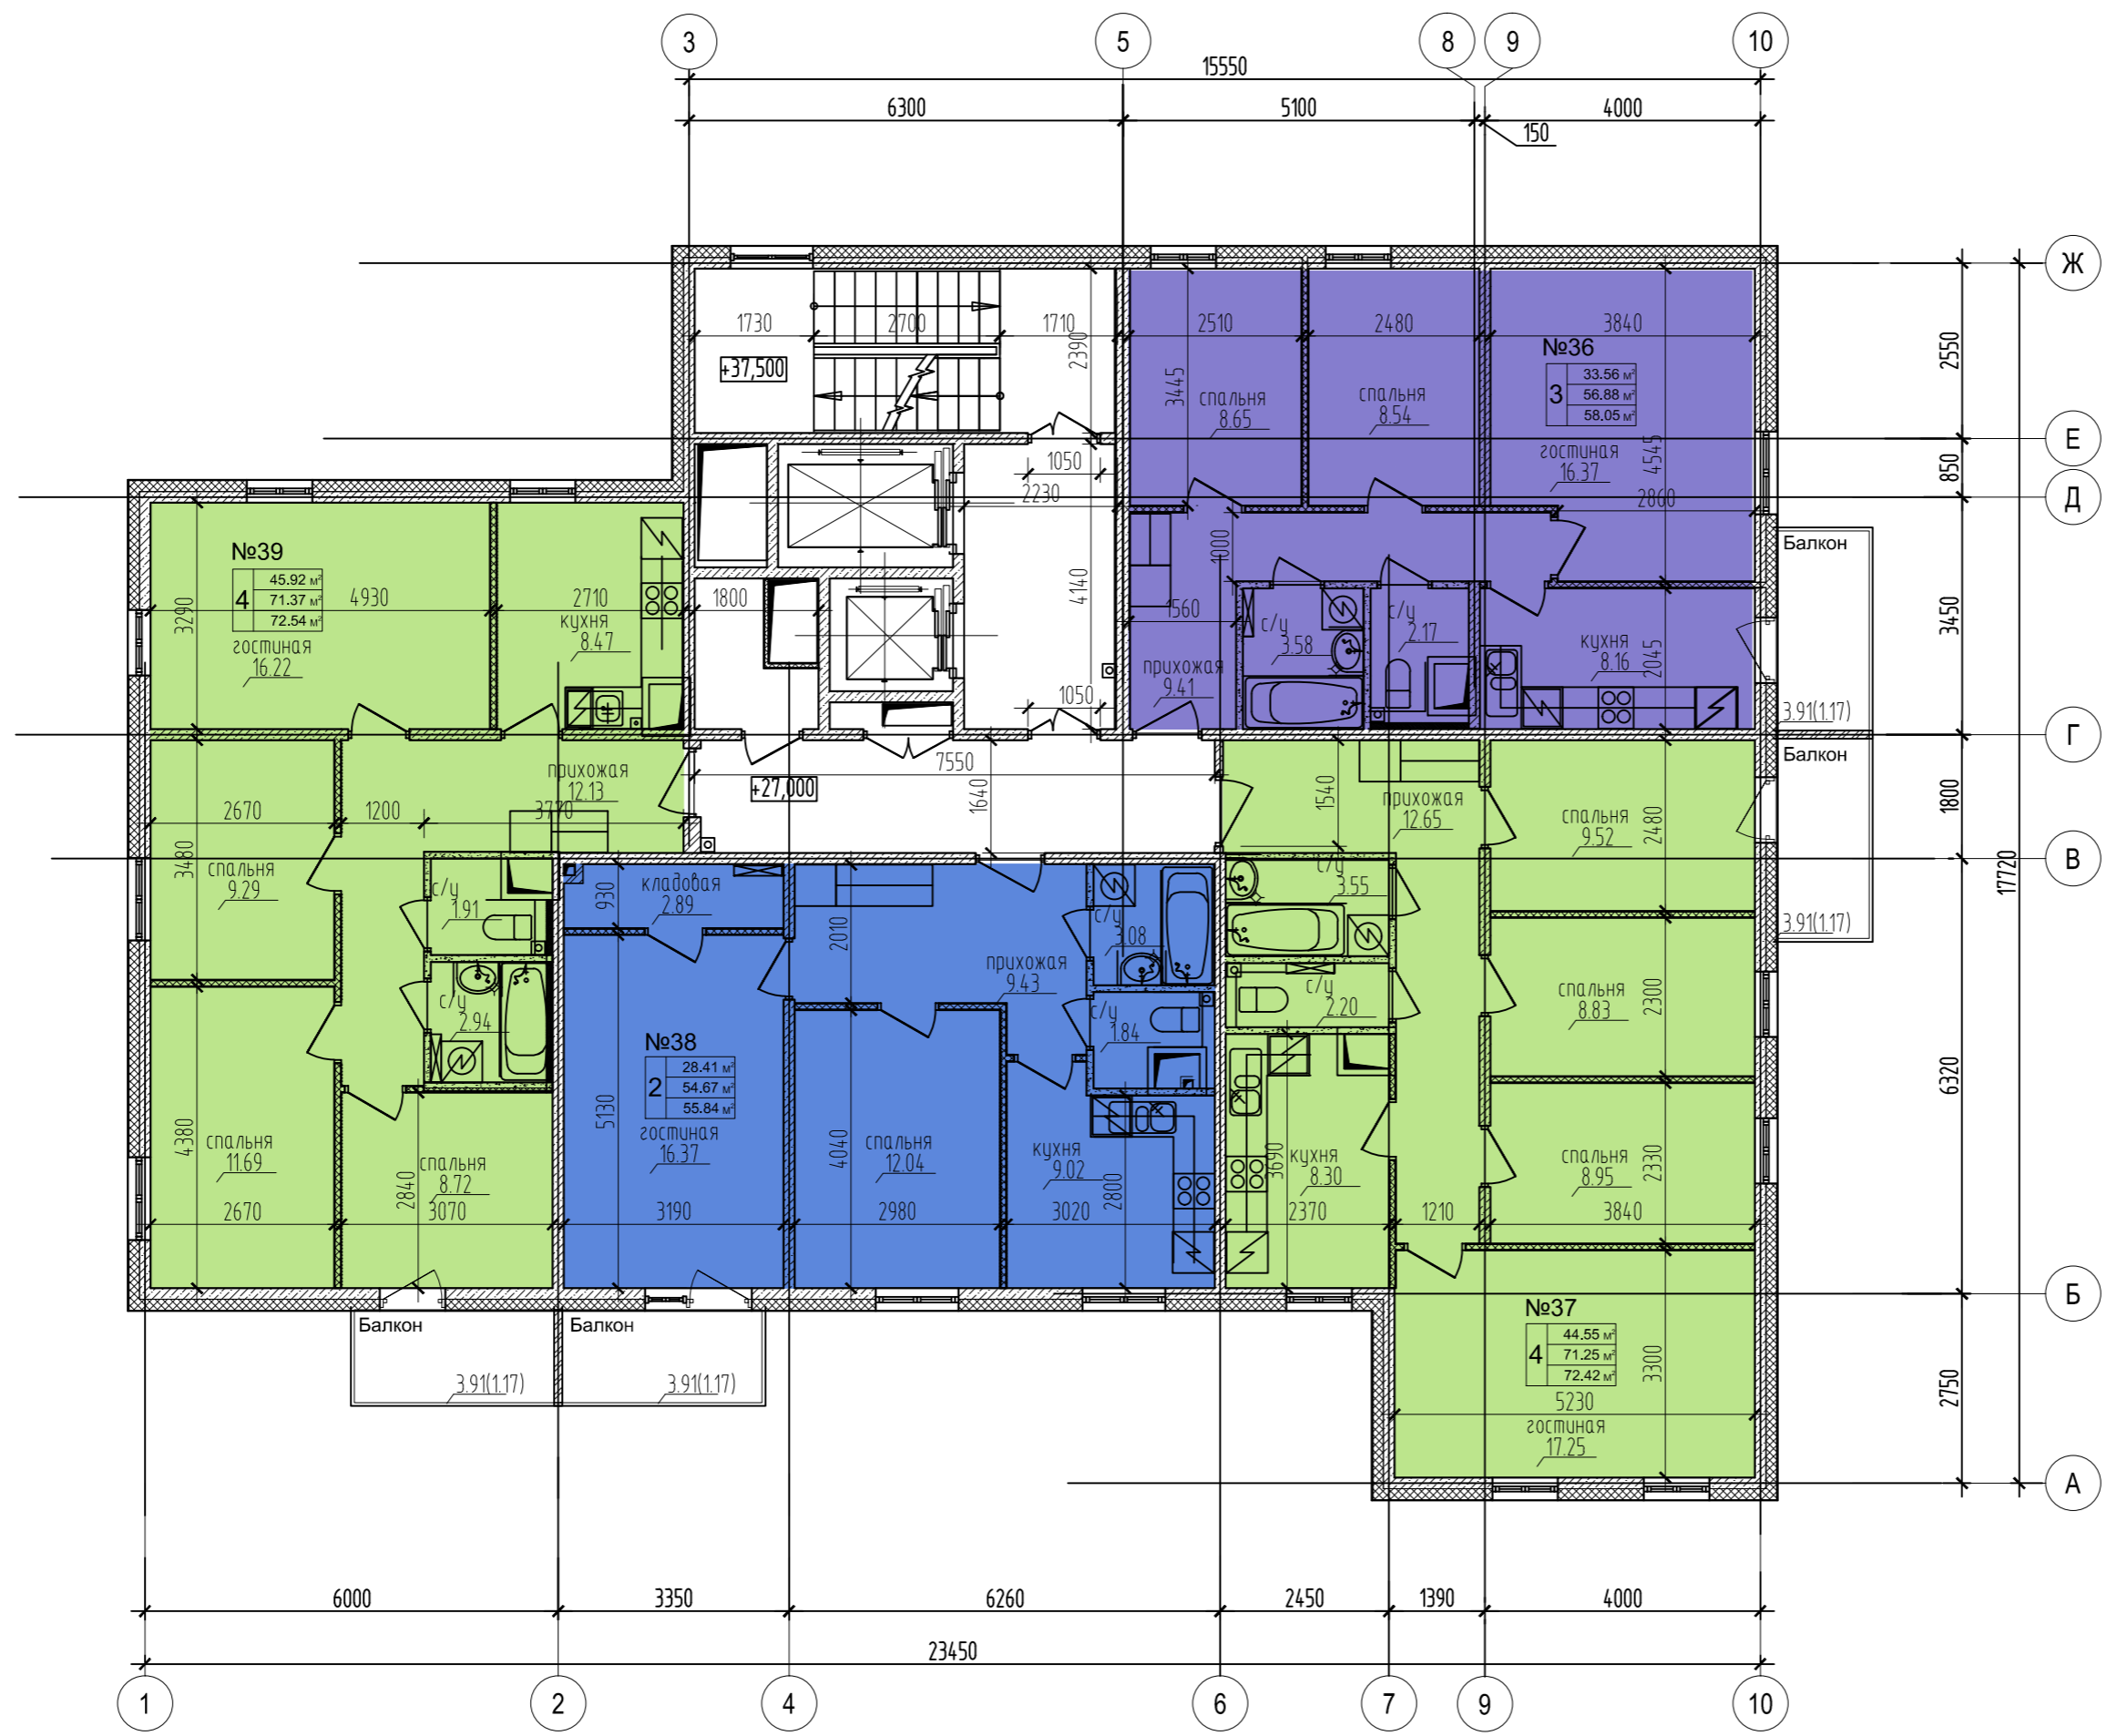 3
5
8
9
10
15550
6300
5100
4000
150
Ж
Е
Д
Г
В
Б
А
2550
850
3450
1800
6320
2750
17720
1730
2700
1710
2390
+37,500
1050
2230
4140
1800
1050
7550
1640
+27,000
2510
2480
3840
3445
спальня
8.65
спальня
8.54
№36
3
33.56 м²
56.88 м²
58.05 м²
гостиная
16.37
4545
2860
1000
1560
с/у
3.58
с/у
2.17
прихожая
9.41
кухня
8.16
2045
Балкон
3.91(1.17)
Балкон
3.91(1.17)
№39
4
45.92 м²
71.37 м²
72.54 м²
4930
3290
гостиная
16.22
2710
кухня
8.47
прихожая
12.13
2670
1200
3770
3480
спальня
9.29
с/у
1.91
с/у
2.94
4380
спальня
11.69
спальня
8.72
2840
2670
3070
Балкон
3.91(1.17)
Балкон
3.91(1.17)
кладовая
2.89
930
2010
№38
2
28.41 м²
54.67 м²
55.84 м²
гостиная
16.37
5130
3190
прихожая
9.43
с/у
3.08
с/у
1.84
4040
спальня
12.04
2980
кухня
9.02
2800
3020
1540
прихожая
12.65
спальня
9.52
2480
с/у
3.55
с/у
2.20
спальня
8.83
2300
3690
кухня
8.30
спальня
8.95
2330
2370
1210
3840
№37
4
44.55 м²
71.25 м²
72.42 м²
3300
5230
гостиная
17.25
6000
3350
6260
2450
1390
4000
23450
1
2
4
6
7
9
10